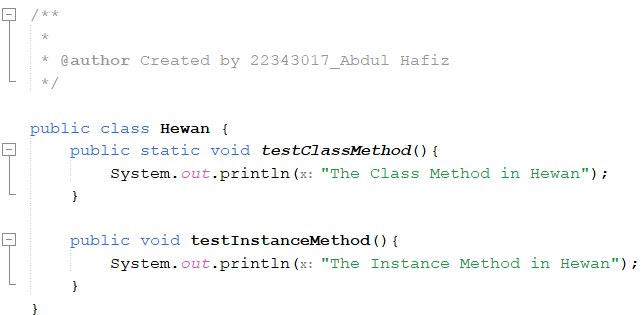 /**
 *
 * @author Created by 22343017_Abdul Hafiz
 */
public class Hewan {
    public static void testClassMethod(){
        System.out.println(x: "The Class Method in Hewan");
    }
    public void testInstanceMethod(){
        System.out.println(x: "The Instance Method in Hewan");
    }
}